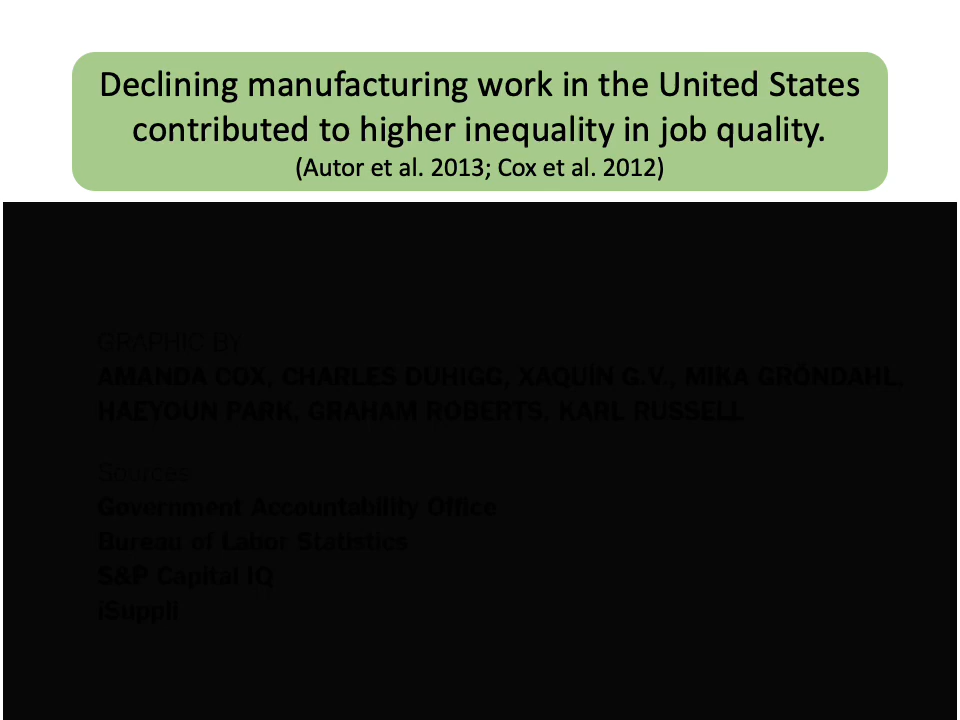 Declining manufacturing work in the United States
contributed to higher inequality in job quality.
(Autor et al. 2013; Cox et al. 2012)
GRAPHIC BY
AMANDA COX, CHARLES DUHIGG, XAQUÍN G.V., MIKA GRÖNDAHL,
HAEYOUN PARK, GRAHAM ROBERTS, KARL RUSSELL
Sources
Government Accountability Office
Bureau of Labor Statistics
S&P Capital IQ
iSuppli